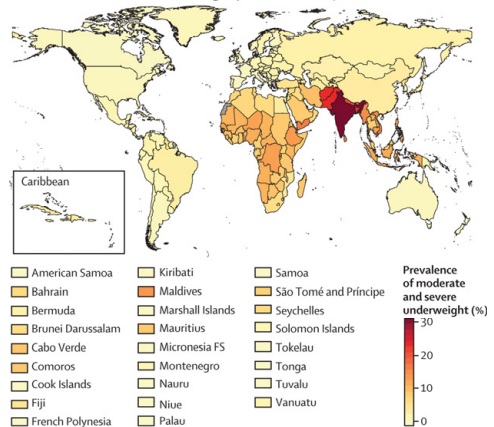 Caribbean
American Samoa
Bahrain
Bermuda
Brunei Darussalam
Cabo Verde
Comoros
Cook Islands
Fiji
French Polynesia
Kiribati
Maldives
Marshall Islands
Mauritius
Micronesia FS
Montenegro
Nauru
Niue
Palau
Samoa
São Tomé and Príncipe
Seychelles
Solomon Islands
Tokelau
Tonga
Tuvalu
Vanuatu
Prevalence
of moderate
and severe
underweight (%)
30
20
10
0